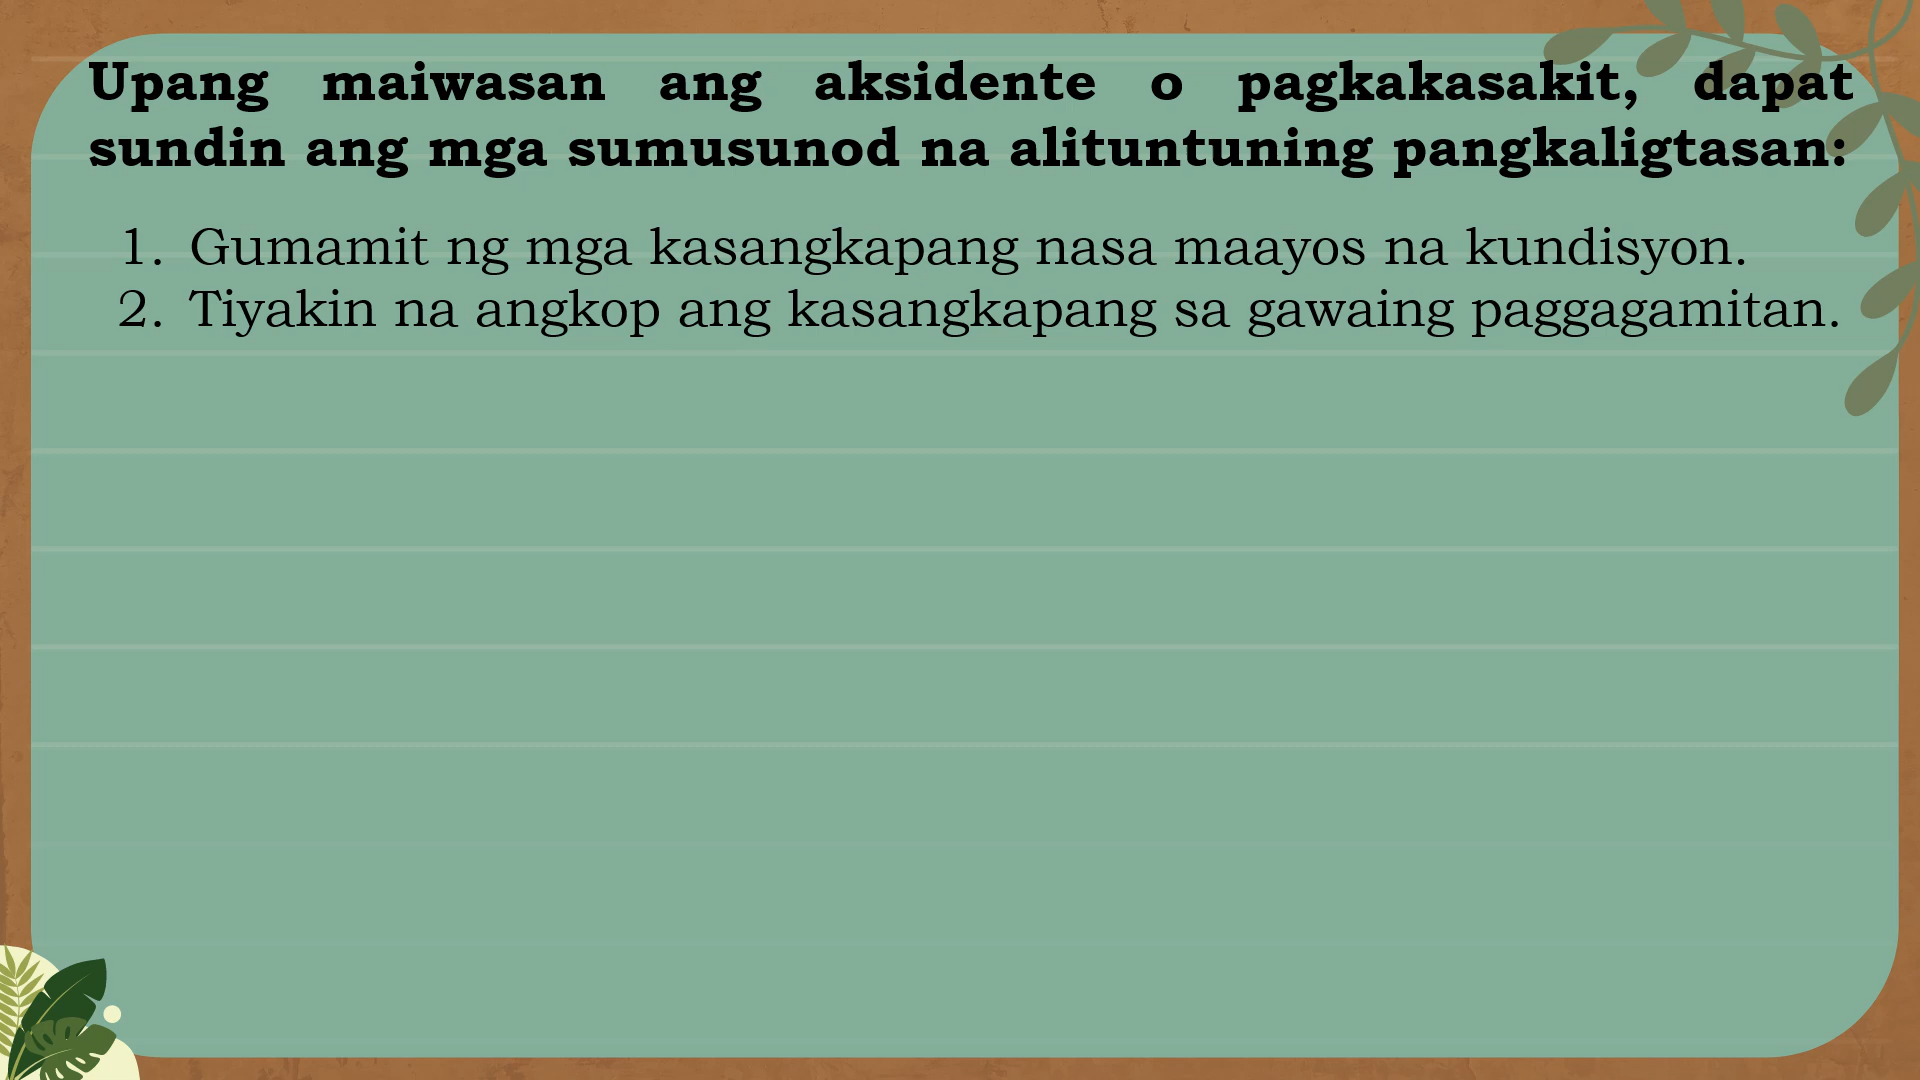 Upang maiwasan ang aksidente o pagkakasakit, dapat
sundin ang mga sumusunod na alituntuning pangkaligtasan:
1. Gumamit ng mga kasangkapang nasa maayos na kundisyon.
2. Tiyakin na angkop ang kasangkapang sa gawaing paggagamitan.